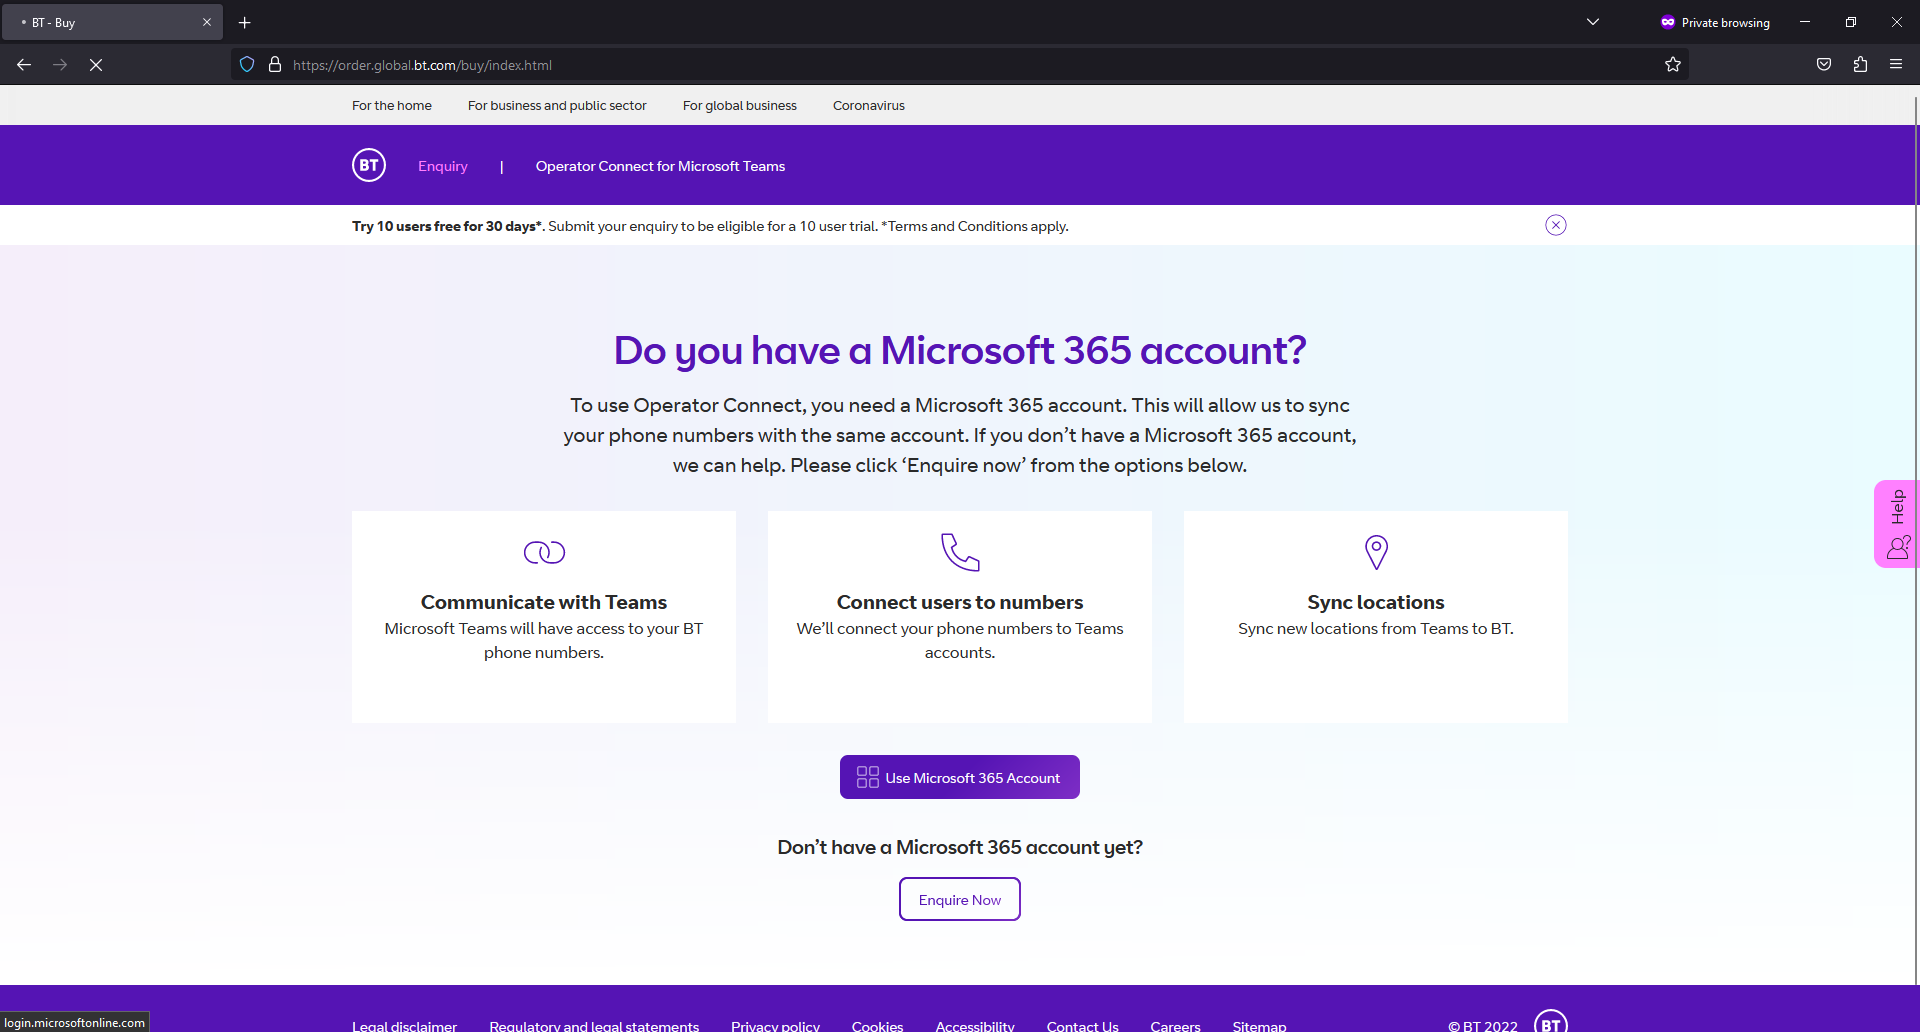 BT - Buy
Private browsing
https://order.global.bt.com/buy/index.html
For the home For business and public sector For global business Coronavirus
BT Enquiry | Operator Connect for Microsoft Teams
Try 10 users free for 30 days*. Submit your enquiry to be eligible for a 10 user trial. *Terms and Conditions apply.
Do you have a Microsoft 365 account?
To use Operator Connect, you need a Microsoft 365 account. This will allow us to sync
your phone numbers with the same account. If you don’t have a Microsoft 365 account,
we can help. Please click ‘Enquire now’ from the options below.
Help
Communicate with Teams
Microsoft Teams will have access to your BT
phone numbers.
Connect users to numbers
We’ll connect your phone numbers to Teams
accounts.
Sync locations
Sync new locations from Teams to BT.
Use Microsoft 365 Account
Don’t have a Microsoft 365 account yet?
Enquire Now
login.microsoftonline.com
Legal disclaimer Regulatory and legal statements Privacy policy Cookies Accessibility Contact Us Careers Sitemap © BT 2022 BT